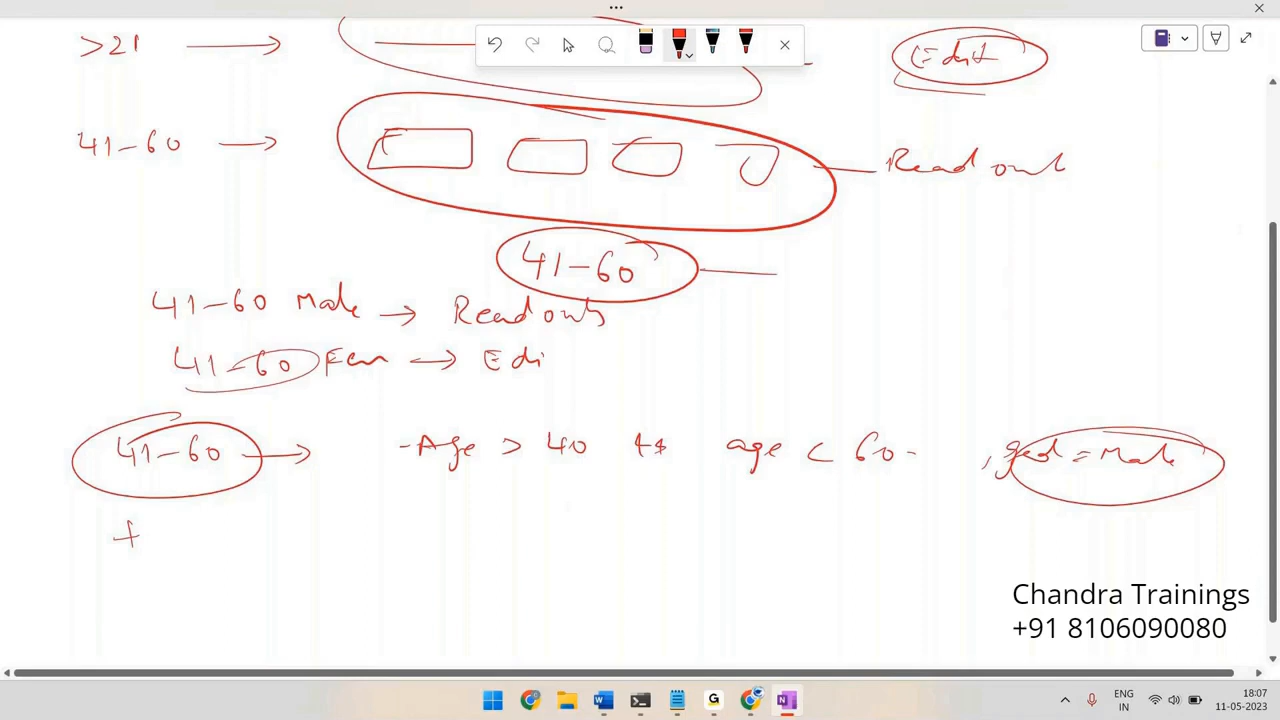 >21 → Edit
41-60 → F Read only
41-60
41-60 Male → Readonly
41-60 Fem → Edi
41-60 → -Age > 40 age < 60 - , = Male
+
Chandra Trainings
+91 8106090080
ENG
IN
18:07
11-05-2023